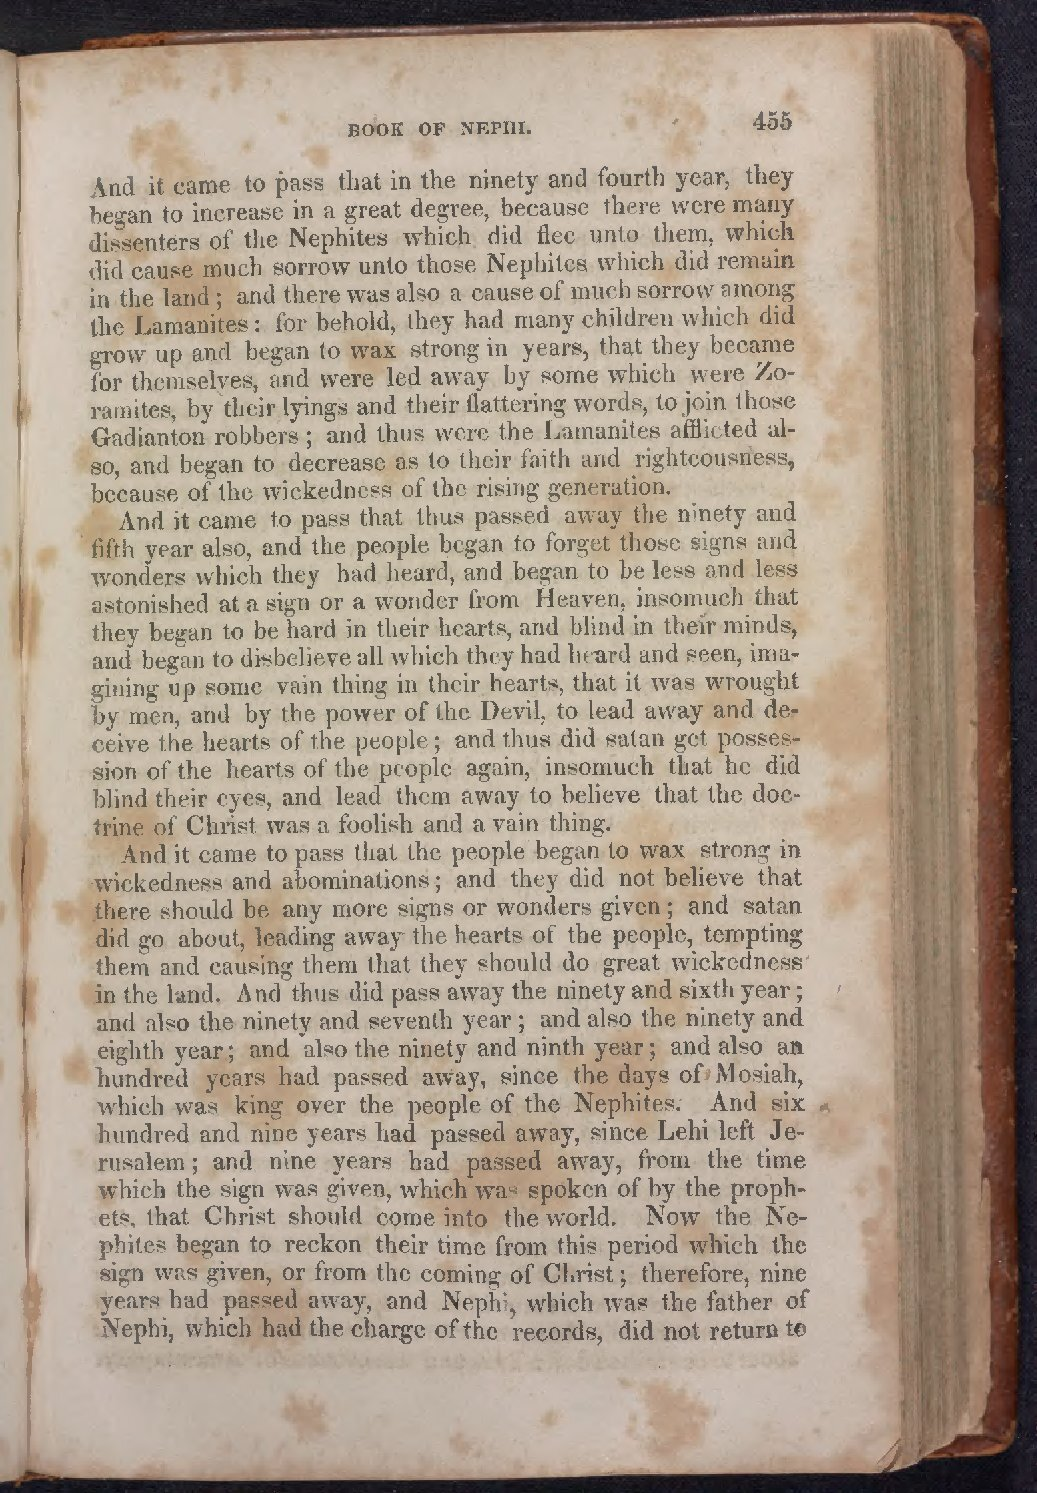 BOOK OF NEPHI. 455
And it came to pass that in the ninety and fourth year, they
began to increase in a great degree, because there were many
dissenters of the Nephites which did flee unto them, which
did cause much sorrow unto those Nephites which did remain
in the land; and there was also a cause of much sorrow among
the Lamanites: for behold, they had many children which did
grow up and began to wax strong in years, that they became
for themselves, and were led away by some which were Zo-
ramites, by their lyings and their flattering words, to join those
Gadianton robbers; and thus were the Lamanites afflicted al-
so, and began to decrease as to their faith and righteousness,
because of the wickedness of the rising generation.
And it came to pass that thus passed away the ninety and
fifth year also, and the people began to forget those signs and
wonders which they had heard, and began to be less and less
astonished at a sign or a wonder from Heaven, insomuch that
they began to be hard in their hearts, and blind in their minds,
and began to disbelieve all which they had heard and seen, ima-
gining up some vain thing in their hearts, that it was wrought
by men, and by the power of the Devil, to lead away and de-
ceive the hearts of the people; and thus did satan get posses-
sion of the hearts of the people again, insomuch that he did
blind their eyes, and lead them away to believe that the doc-
trine of Christ was a foolish and a vain thing.
And it came to pass that the people began to wax strong in
wickedness and abominations; and they did not believe that
there should be any more signs or wonders given; and satan
did go about, leading away the hearts of the people, tempting
them and causing them that they should do great wickedness
in the land. And thus did pass away the ninety and sixth year;
and also the ninety and seventh year; and also the ninety and
eighth year; and also the ninety and ninth year; and also an
hundred years had passed away, since the days of Mosiah,
which was king over the people of the Nephites. And six
hundred and nine years had passed away, since Lehi left Je-
rusalem; and nine years had passed away, from the time
which the sign was given, which was spoken of by the proph-
ets, that Christ should come into the world. Now the Ne-
phites began to reckon their time from this period which the
sign was given, or from the coming of Christ; therefore, nine
years had passed away, and Nephi, which was the father of
Nephi, which had the charge of the records, did not return to